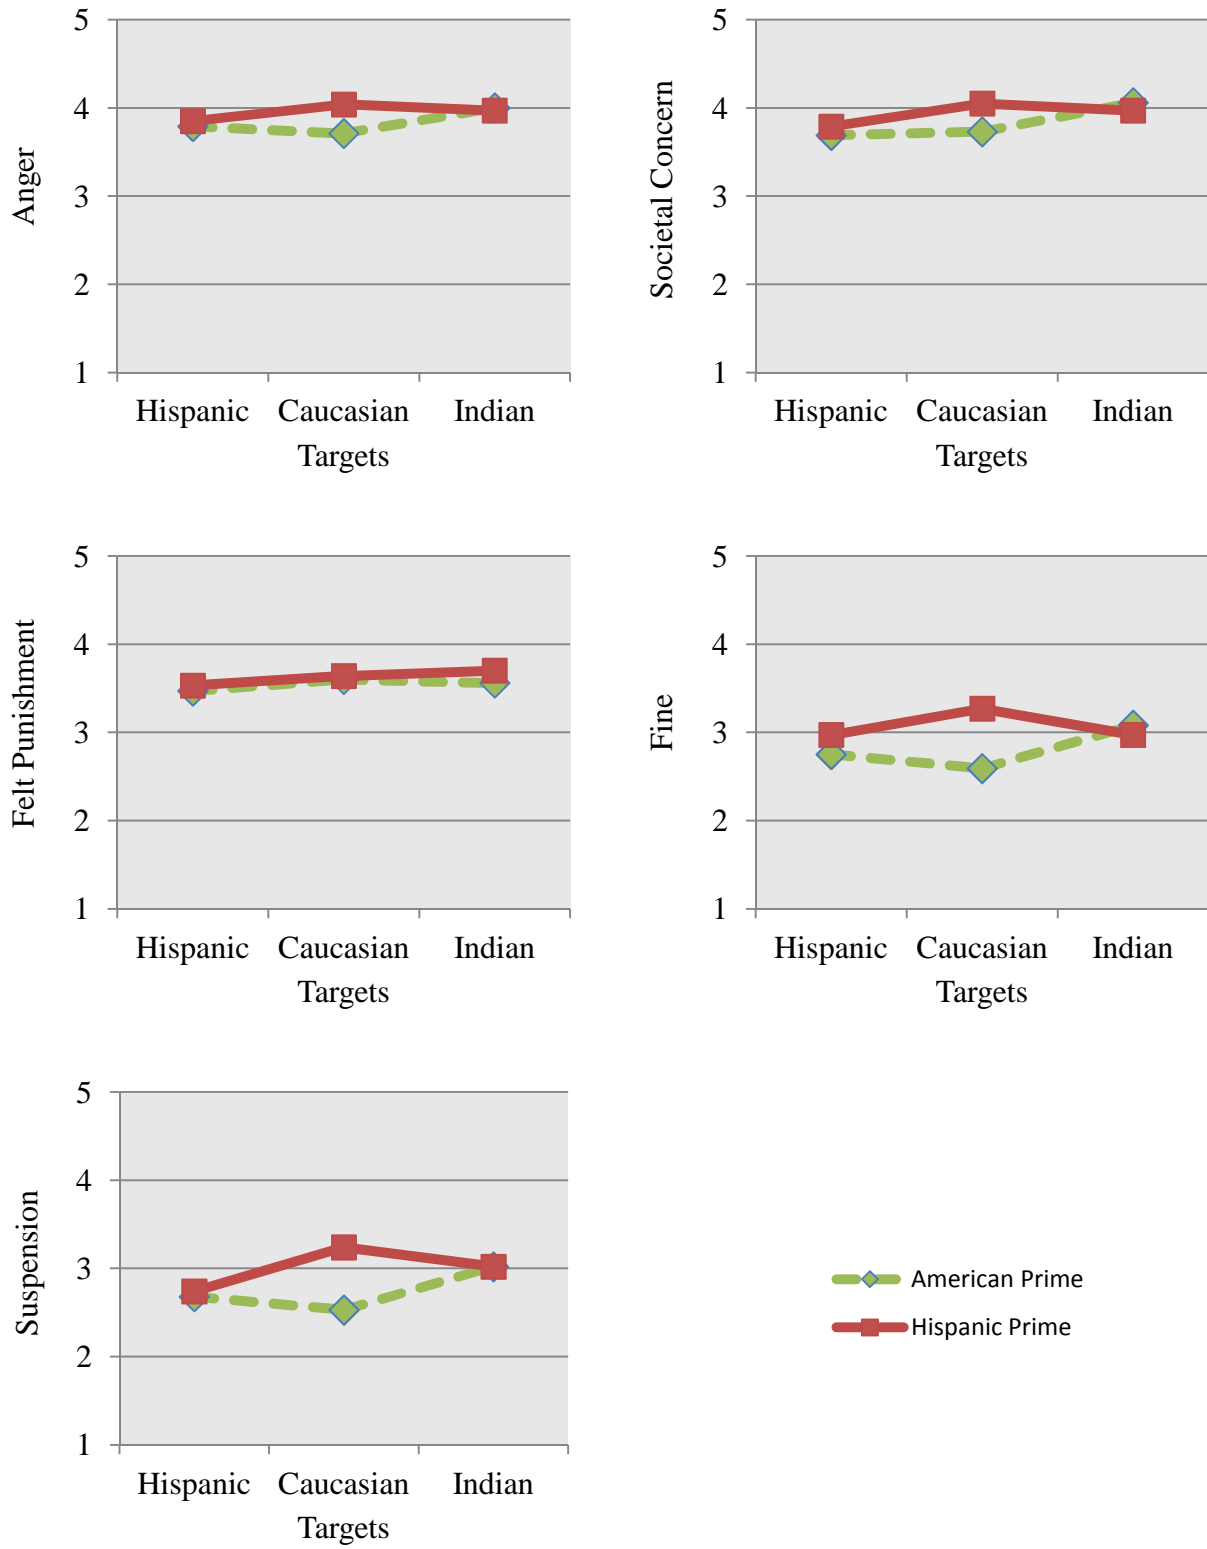 5
4
3
2
1
Anger
Hispanic Caucasian Indian
Targets
5
4
3
2
1
Societal Concern
Hispanic Caucasian Indian
Targets
5
4
3
2
1
Felt Punishment
Hispanic Caucasian Indian
Targets
5
4
3
2
1
Fine
Hispanic Caucasian Indian
Targets
5
4
3
2
1
Suspension
Hispanic Caucasian Indian
Targets
American Prime
Hispanic Prime